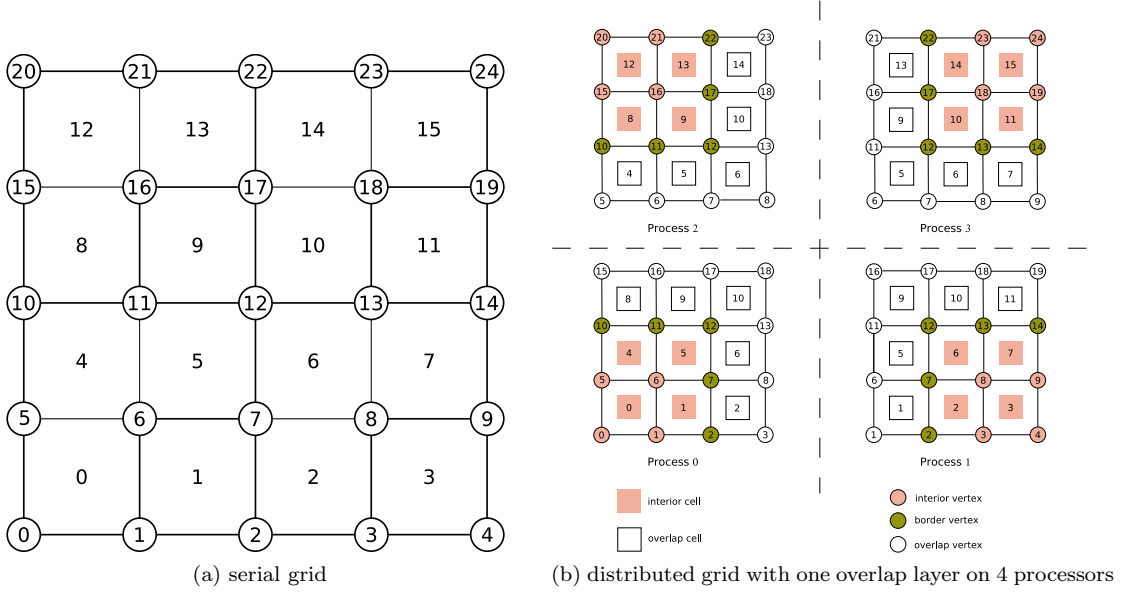 20 21 22 23 24
12 13 14 15
15 16 17 18 19
8 9 10 11
10 11 12 13 14
4 5 6 7
5 6 7 8 9
0 1 2 3
0 1 2 3 4
(a) serial grid
20 21 22 23
12 13 14
15 16 17 18
8 9 10
10 11 12 13
4 5 6
5 6 7 8
Process 2
21 22 23 24
13 14 15
16 17 18 19
9 10 11
11 12 13 14
5 6 7
6 7 8 9
Process 3
15 16 17 18
8 9 10
10 11 12 13
4 5 6
5 6 7 8
0 1 2
0 1 2 3
Process 0
16 17 18 19
9 10 11
11 12 13 14
5 6 7
6 7 8 9
1 2 3
1 2 3 4
Process 1
interior cell
overlap cell
interior vertex
border vertex
overlap vertex
(b) distributed grid with one overlap layer on 4 processors